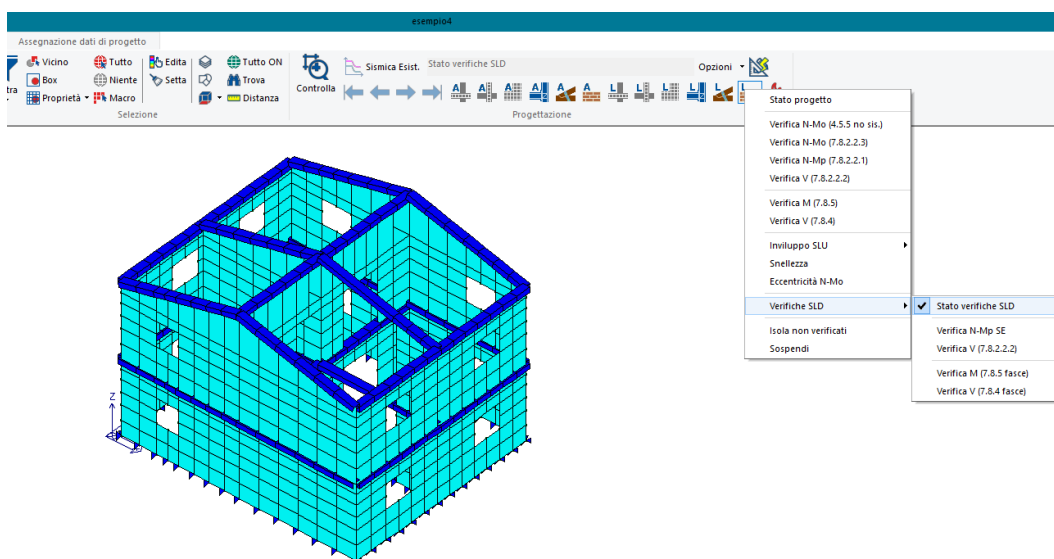 esempio4
Assegnazione dati di progetto
Vicino
Tutto
Edita
Tutto ON
Box
Niente
Setta
Trova
Proprietà
Macro
Distanza
Selezione
Controlla
Sismica Esist.
Stato verifiche SLD
Opzioni
Progettazione
Stato progetto
Verifica N-Mo (4.5.5 no sis.)
Verifica N-Mo (7.8.2.2.3)
Verifica N-Mp (7.8.2.2.1)
Verifica V (7.8.2.2.2)
Verifica M (7.8.5)
Verifica V (7.8.4)
Inviluppo SLU
Snellezza
Eccentricità N-Mo
Verifiche SLD
Isola non verificati
Sospendi
Stato verifiche SLD
Verifica N-Mp SE
Verifica V (7.8.2.2.2)
Verifica M (7.8.5 fasce)
Verifica V (7.8.4 fasce)
Z